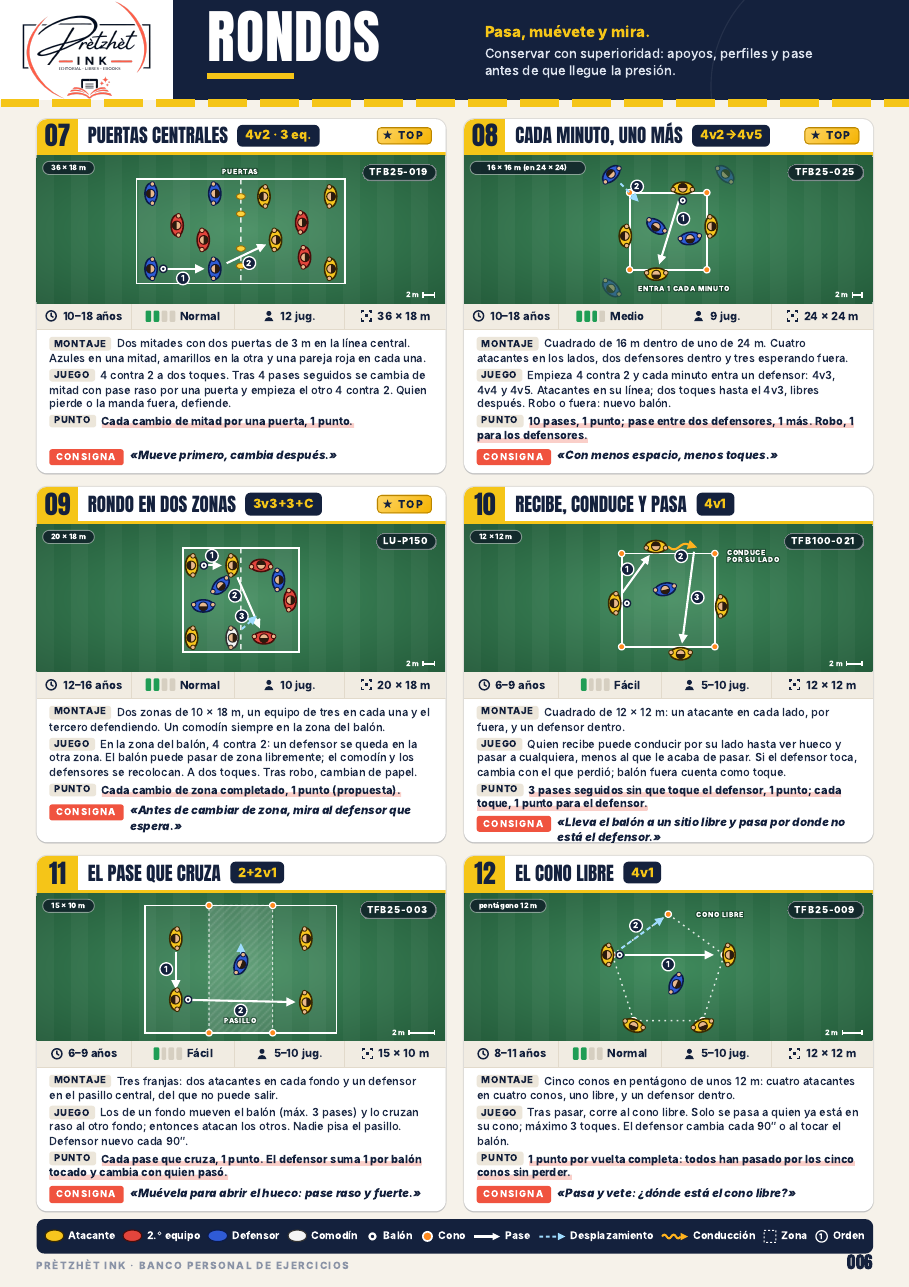 Prètzhèt
INK
EDITORIAL · LIBRES · EBOOKS
RONDOS
Pasa, muévete y mira.
Conservar con superioridad: apoyos, perfiles y pase
antes de que llegue la presión.
07 PUERTAS CENTRALES 4v2 · 3 eq. ★ TOP
36 × 18 m
PUERTAS
TFB25-019
1
2
2 m
10–18 años Normal 12 jug. 36 × 18 m
MONTAJE Dos mitades con dos puertas de 3 m en la línea central.
Azules en una mitad, amarillos en la otra y una pareja roja en cada una.
JUEGO 4 contra 2 a dos toques. Tras 4 pases seguidos se cambia de
mitad con pase raso por una puerta y empieza el otro 4 contra 2. Quien
pierde o la manda fuera, defiende.
PUNTO Cada cambio de mitad por una puerta, 1 punto.
CONSIGNA «Mueve primero, cambia después.»
08 CADA MINUTO, UNO MÁS 4v2→4v5 ★ TOP
16 × 16 m (en 24 × 24)
TFB25-025
2
1
ENTRA 1 CADA MINUTO
2 m
10–18 años Medio 9 jug. 24 × 24 m
MONTAJE Cuadrado de 16 m dentro de uno de 24 m. Cuatro
atacantes en los lados, dos defensores dentro y tres esperando fuera.
JUEGO Empieza 4 contra 2 y cada minuto entra un defensor: 4v3,
4v4 y 4v5. Atacantes en su línea; dos toques hasta el 4v3, libres
después. Robo o fuera: nuevo balón.
PUNTO 10 pases, 1 punto; pase entre dos defensores, 1 más. Robo, 1
para los defensores.
CONSIGNA «Con menos espacio, menos toques.»
09 RONDO EN DOS ZONAS 3v3+3+C ★ TOP
20 × 18 m
LU-P150
1
2
3
2 m
12–16 años Normal 10 jug. 20 × 18 m
MONTAJE Dos zonas de 10 × 18 m, un equipo de tres en cada una y el
tercero defendiendo. Un comodín siempre en la zona del balón.
JUEGO En la zona del balón, 4 contra 2: un defensor se queda en la
otra zona. El balón puede pasar de zona libremente; el comodín y los
defensores se recolocan. A dos toques. Tras robo, cambian de papel.
PUNTO Cada cambio de zona completado, 1 punto (propuesta).
CONSIGNA «Antes de cambiar de zona, mira al defensor que
espera.»
10 RECIBE, CONDUCE Y PASA 4v1
12 × 12 m
CONDUCE
POR SU LADO
TFB100-021
1
2
3
2 m
6–9 años Fácil 5–10 jug. 12 × 12 m
MONTAJE Cuadrado de 12 × 12 m: un atacante en cada lado, por
fuera, y un defensor dentro.
JUEGO Quien recibe puede conducir por su lado hasta ver hueco y
pasar a cualquiera, menos al que le acaba de pasar. Si el defensor toca,
cambia con el que perdió; balón fuera cuenta como toque.
PUNTO 3 pases seguidos sin que toque el defensor, 1 punto; cada
toque, 1 punto para el defensor.
CONSIGNA «Lleva el balón a un sitio libre y pasa por donde no
está el defensor.»
11 EL PASE QUE CRUZA 2+2v1
15 × 10 m
TFB25-003
1
2
PASILLO
2 m
6–9 años Fácil 5–10 jug. 15 × 10 m
MONTAJE Tres franjas: dos atacantes en cada fondo y un defensor
en el pasillo central, del que no puede salir.
JUEGO Los de un fondo mueven el balón (máx. 3 pases) y lo cruzan
raso al otro fondo; entonces atacan los otros. Nadie pisa el pasillo.
Defensor nuevo cada 90″.
PUNTO Cada pase que cruza, 1 punto. El defensor suma 1 por balón
tocado y cambia con quien pasó.
CONSIGNA «Muévela para abrir el hueco: pase raso y fuerte.»
12 EL CONO LIBRE 4v1
pentágono 12 m
CONO LIBRE
TFB25-009
2
1
2 m
8–11 años Normal 5–10 jug. 12 × 12 m
MONTAJE Cinco conos en pentágono de unos 12 m: cuatro atacantes
en cuatro conos, uno libre, y un defensor dentro.
JUEGO Tras pasar, corre al cono libre. Solo se pasa a quien ya está en
su cono; máximo 3 toques. El defensor cambia cada 90″ o al tocar el
balón.
PUNTO 1 punto por vuelta completa: todos han pasado por los cinco
conos sin perder.
CONSIGNA «Pasa y vete: ¿dónde está el cono libre?»
Atacante 2.º equipo Defensor Comodín Balón Cono Pase Desplazamiento Conducción Zona 1 Orden
PRÈTZHÈT INK · BANCO PERSONAL DE EJERCICIOS
006